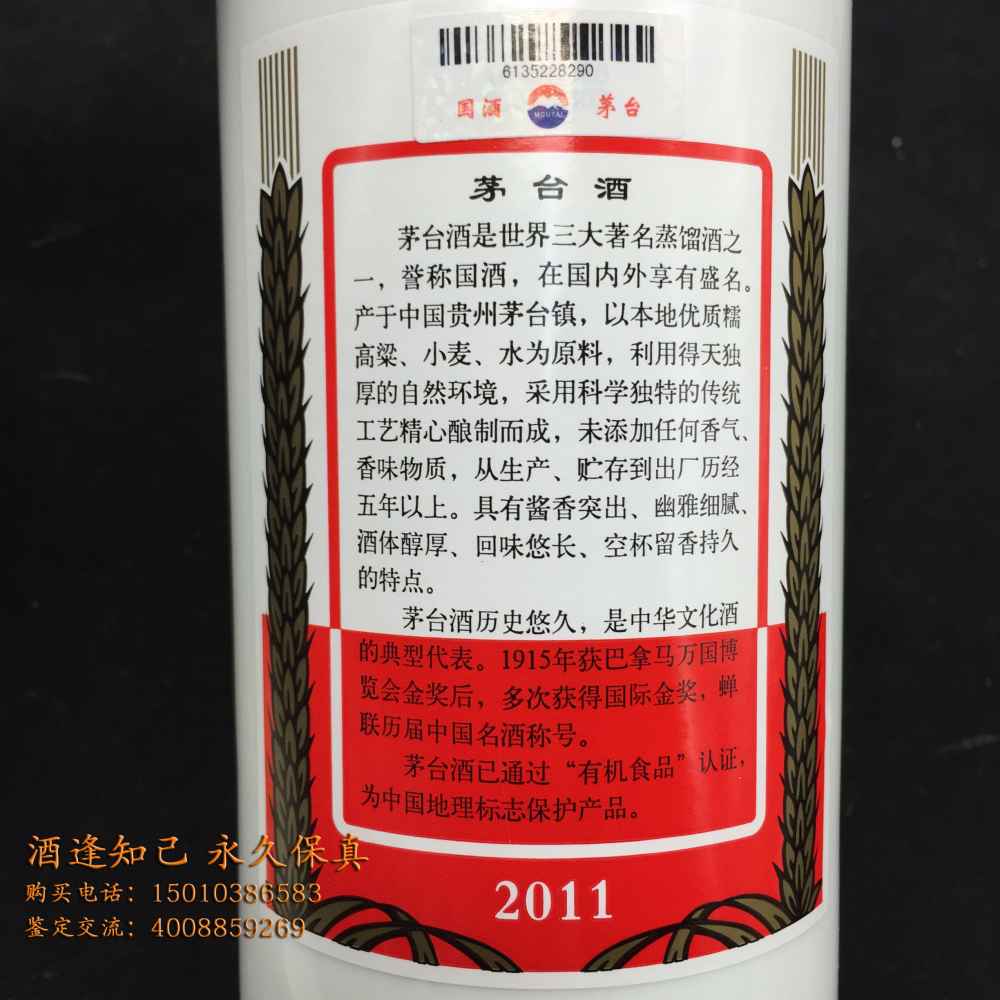 6135228290
国酒 MOUTAI 茅台
茅台酒
茅台酒是世界三大著名蒸馏酒之
一，誉称国酒，在国内外享有盛名。
产于中国贵州茅台镇，以本地优质糯
高粱、小麦、水为原料，利用得天独
厚的自然环境，采用科学独特的传统
工艺精心酿制而成，未添加任何香气、
香味物质，从生产、贮存到出厂历经
五年以上。具有酱香突出、幽雅细腻、
酒体醇厚、回味悠长、空杯留香持久
的特点。
茅台酒历史悠久，是中华文化酒
的典型代表。1915年获巴拿马万国博
览会金奖后，多次获得国际金奖，蝉
联历届中国名酒称号。
茅台酒已通过“有机食品”认证，
为中国地理标志保护产品。
2011
酒逢知己 永久保真
购买电话：15010386583
鉴定交流：4008859269